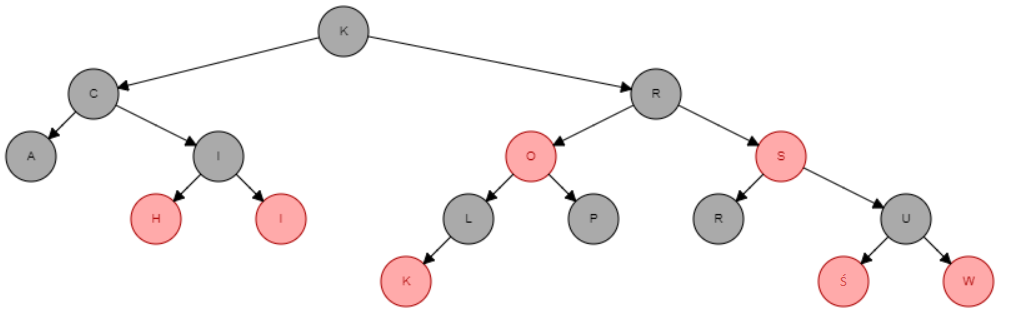 K
C R
A I O S
H I L P R U
K Ś W